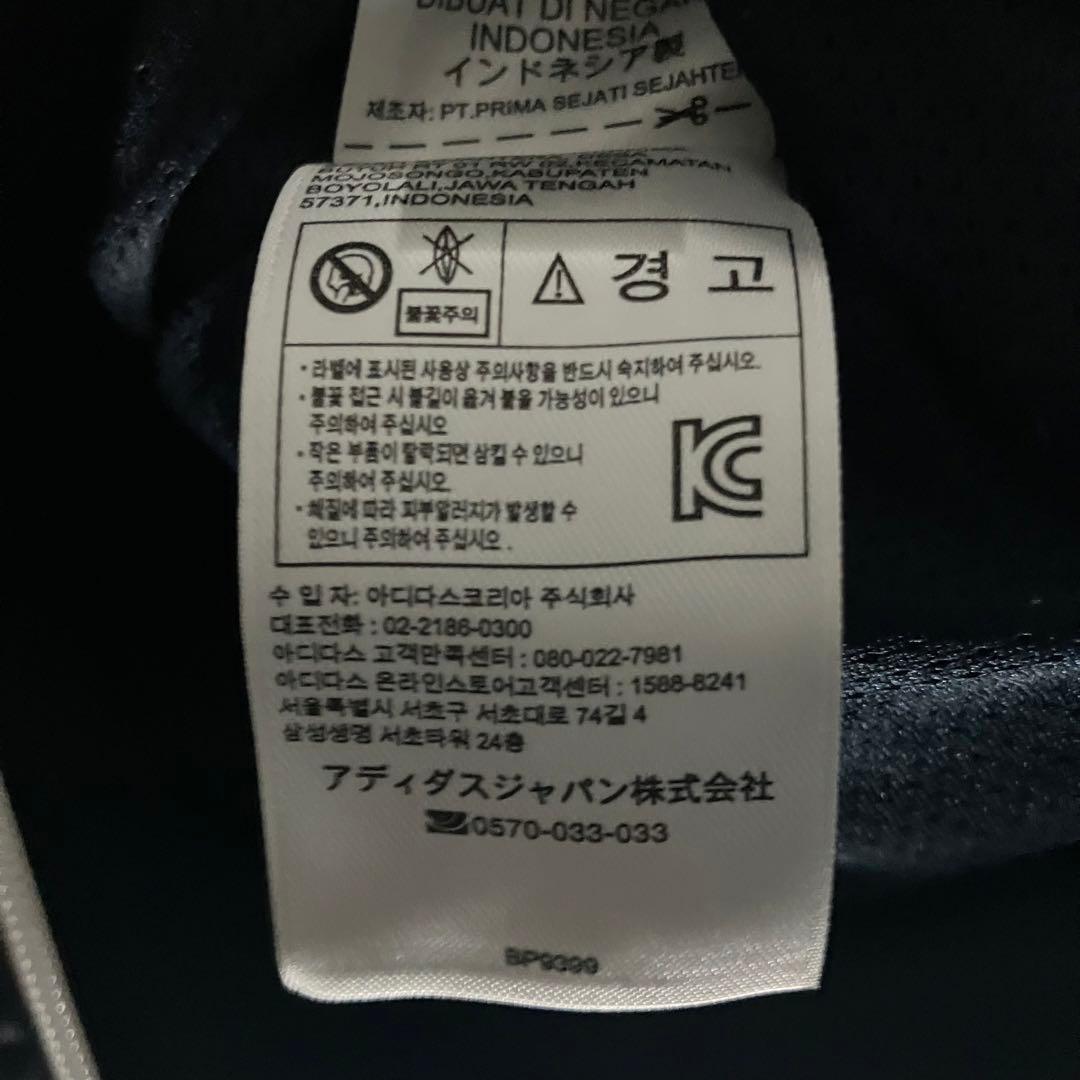 DIBUAT DI NEGAR
INDONESIA
インドネシア製
제조자: PT.PRIMA SEJATI SEJAHTE
RT 01 RW 02,KECAMATAN
MOJOSONGO,KABUPATEN
BOYOLALI,JAWA TENGAH
57371,INDONESIA
불꽃주의
경 고
• 라벨에 표시된 사용상 주의사항을 반드시 숙지하여 주십시오.
• 불꽃 접근 시 불길이 옮겨 붙을 가능성이 있으니
주의하여 주십시오
• 작은 부품이 탈락되면 삼킬 수 있으니
주의하여 주십시오.
• 체질에 따라 피부알러지가 발생할 수
있으니 주의하여 주십시오 .
KC
수 입 자: 아디다스코리아 주식회사
대표전화 : 02-2186-0300
아디다스 고객만족센터 : 080-022-7981
아디다스 온라인스토어고객센터 : 1588-8241
서울특별시 서초구 서초대로 74길 4
삼성생명 서초타워 24층
アディダスジャパン株式会社
0570-033-033
BP9399